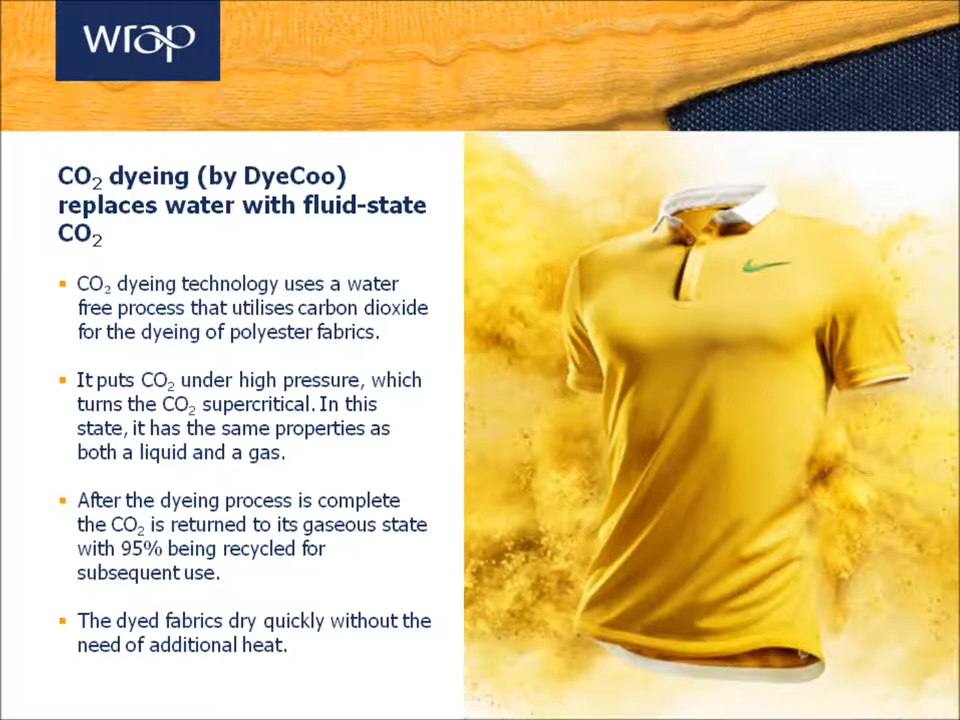 wrap
CO₂ dyeing (by DyeCoo)
replaces water with fluid-state
CO₂
▪ CO₂ dyeing technology uses a water
free process that utilises carbon dioxide
for the dyeing of polyester fabrics.
▪ It puts CO₂ under high pressure, which
turns the CO₂ supercritical. In this
state, it has the same properties as
both a liquid and a gas.
▪ After the dyeing process is complete
the CO₂ is returned to its gaseous state
with 95% being recycled for
subsequent use.
▪ The dyed fabrics dry quickly without the
need of additional heat.